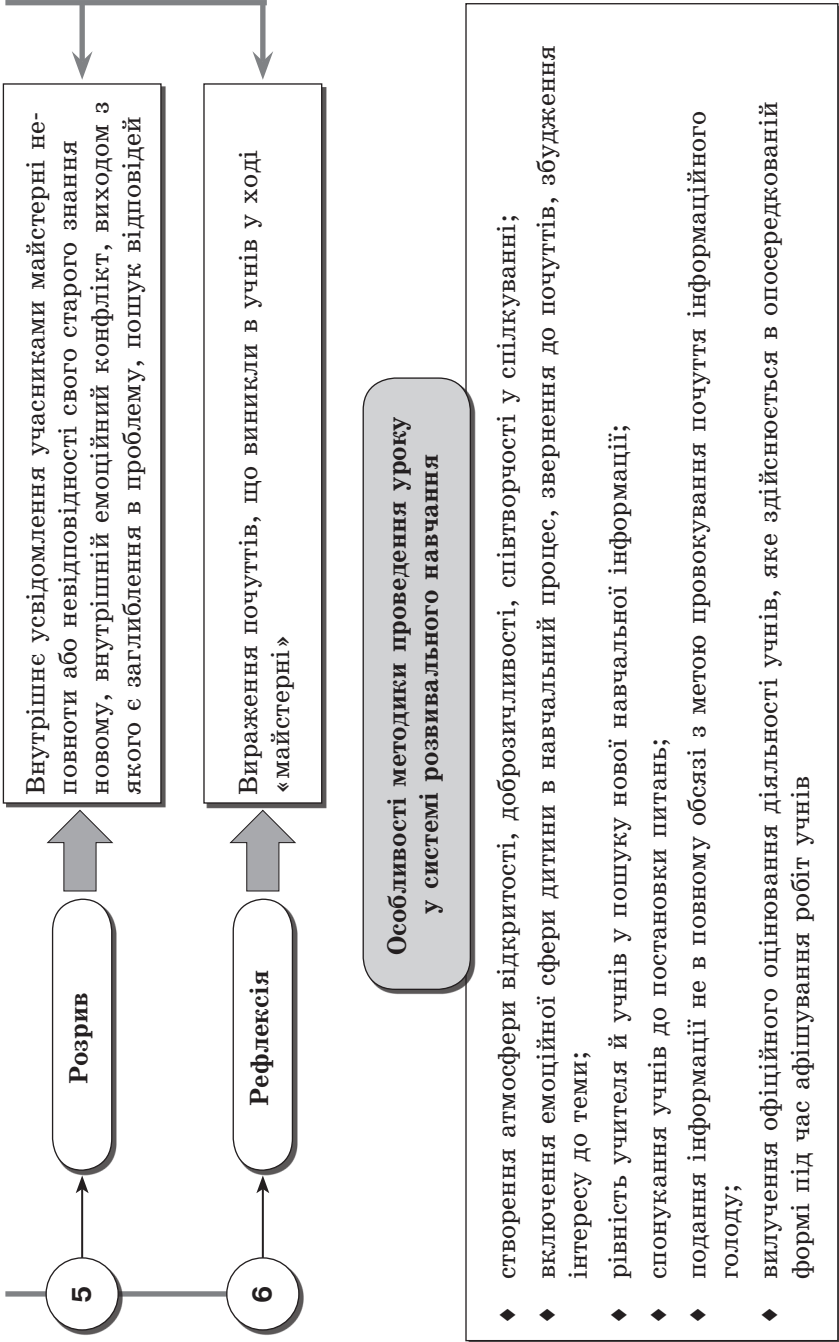 5
Розрив
Внутрішнє усвідомлення учасниками майстерні не-
повноти або невідповідності свого старого знання
новому, внутрішній емоційний конфлікт, виходом з
якого є заглиблення в проблему, пошук відповідей
6
Рефлексія
Вираження почуттів, що виникли в учнів у ході
«майстерні»
Особливості методики проведення уроку
у системі розвивального навчання
♦ створення атмосфери відкритості, доброзичливості, співтворчості у спілкуванні;
♦ включення емоційної сфери дитини в навчальний процес, звернення до почуттів, збудження
інтересу до теми;
♦ рівність учителя й учнів у пошуку нової навчальної інформації;
♦ спонукання учнів до постановки питань;
♦ подання інформації не в повному обсязі з метою провокування почуття інформаційного
голоду;
♦ вилучення офіційного оцінювання діяльності учнів, яке здійснюється в опосередкованій
формі під час афішування робіт учнів